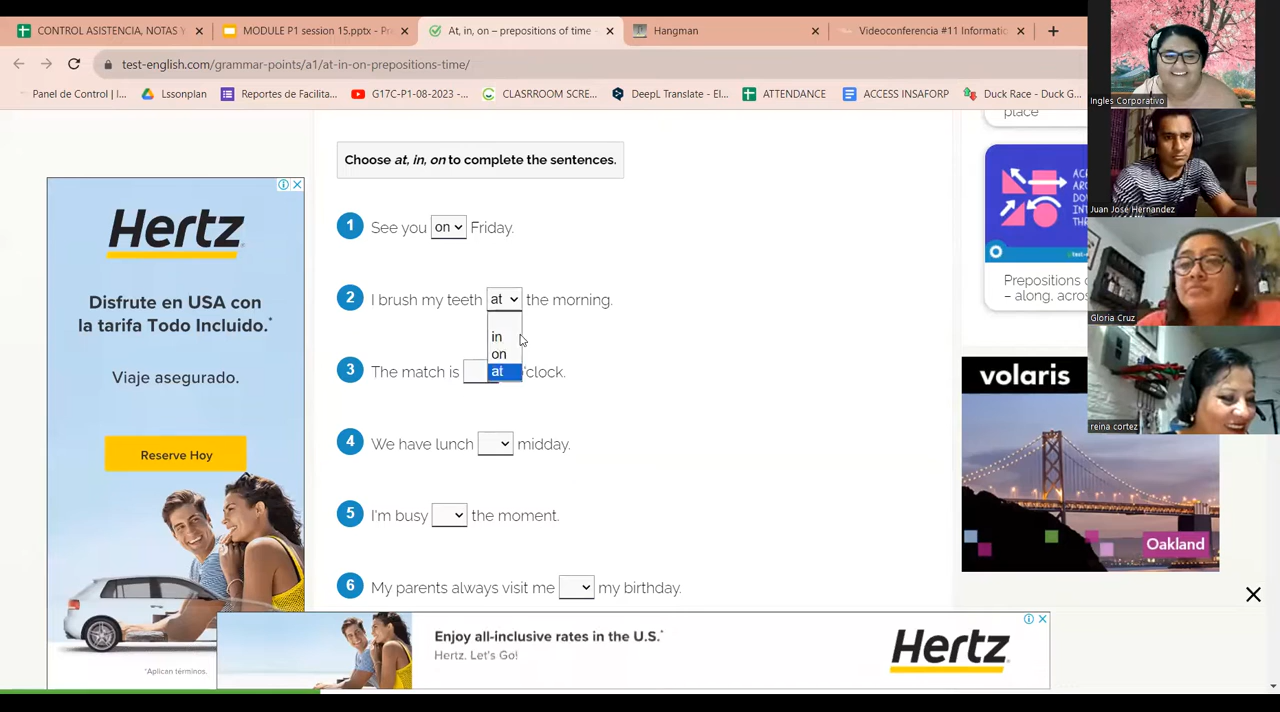 CONTROL ASISTENCIA, NOTAS Y
MODULE P1 session 15.pptx - Pre
At, in, on – prepositions of time –
Hangman
Videoconferencia #11 Informatio
test-english.com/grammar-points/a1/at-in-on-prepositions-time/
Panel de Control | I...
Lssonplan
Reportes de Facilita...
G17C-P1-08-2023 -...
CLASRROOM SCRE...
DeepL Translate - El...
ATTENDANCE
ACCESS INSAFORP
Duck Race - Duck G...
Ingles Corporativo
Juan José Hernandez
Gloria Cruz
reina cortez
place
Choose at, in, on to complete the sentences.
1 See you on Friday.
2 I brush my teeth at the morning.
in
on
at
3 The match is 'clock.
4 We have lunch midday.
5 I'm busy the moment.
6 My parents always visit me my birthday.
Hertz
Disfrute en USA con
la tarifa Todo Incluido.*
Viaje asegurado.
Reserve Hoy
*Aplican términos.
Prepositions o
– along, acros
volaris
Oakland
Enjoy all-inclusive rates in the U.S.*
Hertz. Let's Go!
Hertz